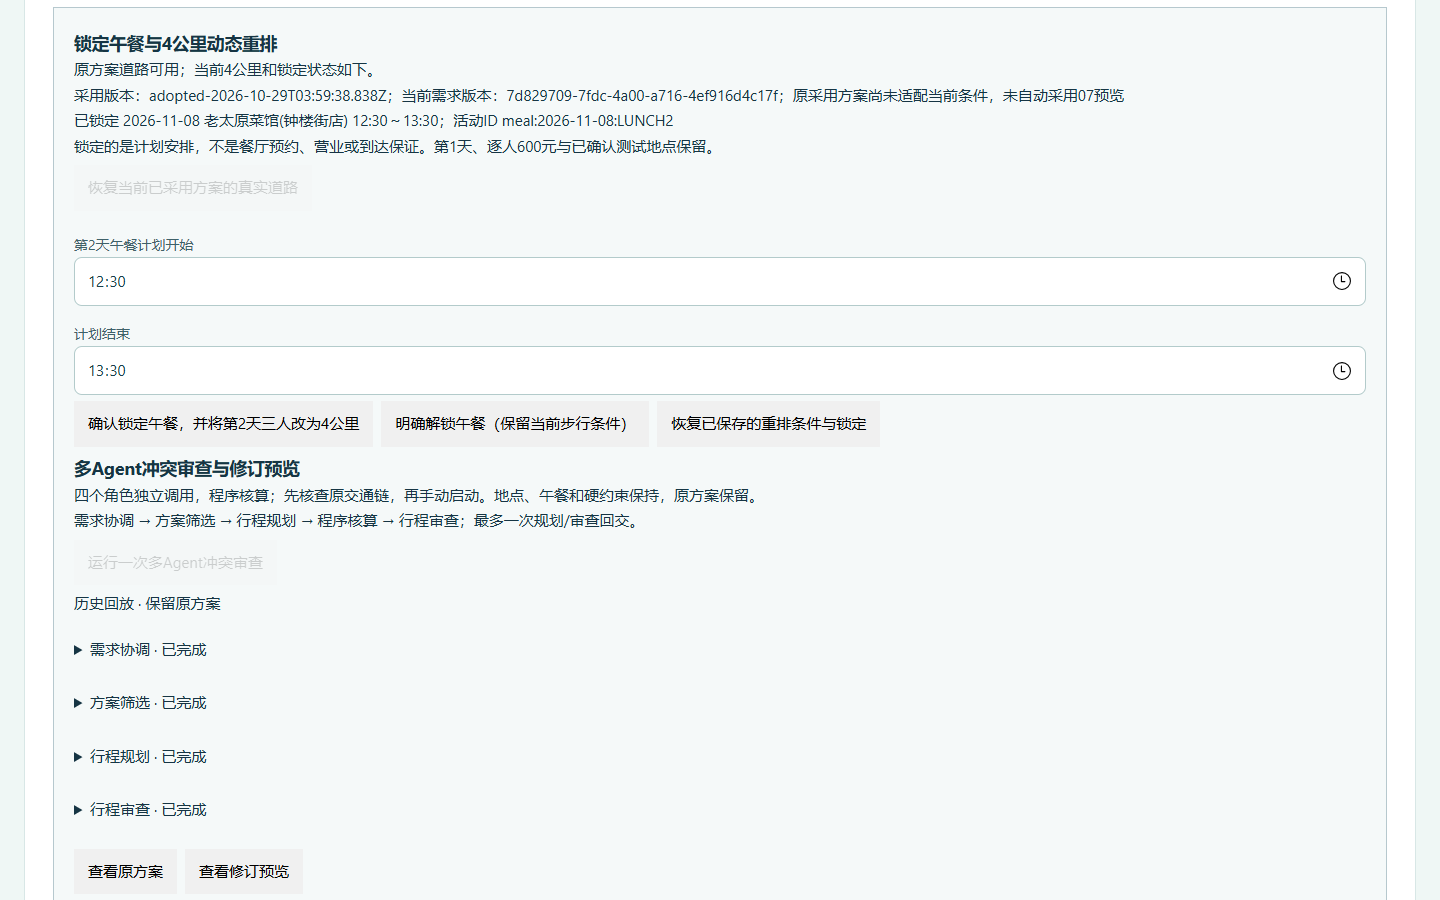 锁定午餐与4公里动态重排
原方案道路可用；当前4公里和锁定状态如下。
采用版本：adopted-2026-10-29T03:59:38.838Z；当前需求版本：7d829709-7fdc-4a00-a716-4ef916d4c17f；原采用方案尚未适配当前条件，未自动采用07预览
已锁定 2026-11-08 老太原菜馆(钟楼街店) 12:30～13:30；活动ID meal:2026-11-08:LUNCH2
锁定的是计划安排，不是餐厅预约、营业或到达保证。第1天、逐人600元与已确认测试地点保留。
恢复当前已采用方案的真实道路
第2天午餐计划开始
12:30
计划结束
13:30
确认锁定午餐，并将第2天三人改为4公里
明确解锁午餐（保留当前步行条件）
恢复已保存的重排条件与锁定
多Agent冲突审查与修订预览
四个角色独立调用，程序核算；先核查原交通链，再手动启动。地点、午餐和硬约束保持，原方案保留。
需求协调 → 方案筛选 → 行程规划 → 程序核算 → 行程审查；最多一次规划/审查回交。
运行一次多Agent冲突审查
历史回放 · 保留原方案
需求协调 · 已完成
方案筛选 · 已完成
行程规划 · 已完成
行程审查 · 已完成
查看原方案
查看修订预览